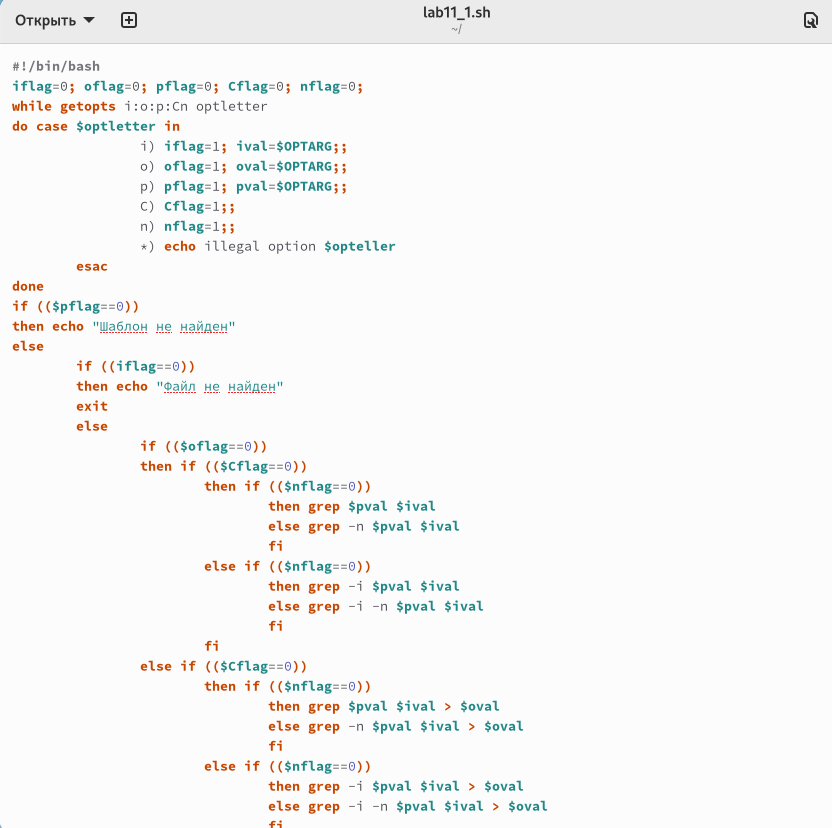 Открыть
lab11_1.sh
~/
#!/bin/bash
iflag=0; oflag=0; pflag=0; Cflag=0; nflag=0;
while getopts i:o:p:Cn optletter
do case $optletter in
i) iflag=1; ival=$OPTARG;;
o) oflag=1; oval=$OPTARG;;
p) pflag=1; pval=$OPTARG;;
C) Cflag=1;;
n) nflag=1;;
*) echo illegal option $opteller
esac
done
if (($pflag==0))
then echo "Шаблон не найден"
else
if ((iflag==0))
then echo "Файл не найден"
exit
else
if (($oflag==0))
then if (($Cflag==0))
then if (($nflag==0))
then grep $pval $ival
else grep -n $pval $ival
fi
else if (($nflag==0))
then grep -i $pval $ival
else grep -i -n $pval $ival
fi
fi
else if (($Cflag==0))
then if (($nflag==0))
then grep $pval $ival > $oval
else grep -n $pval $ival > $oval
fi
else if (($nflag==0))
then grep -i $pval $ival > $oval
else grep -i -n $pval $ival > $oval
fi